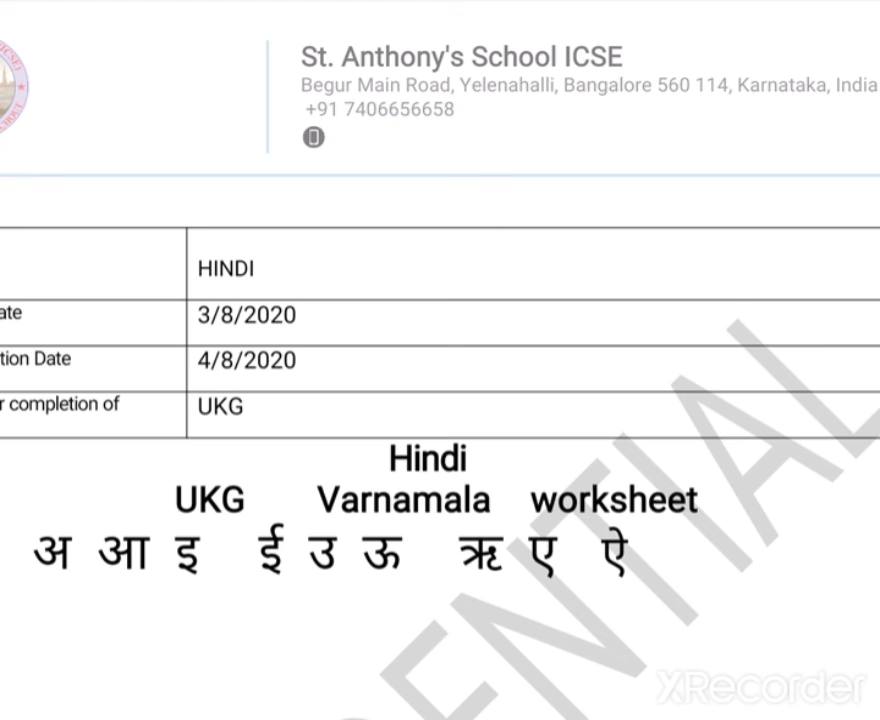 St. Anthony's School ICSE
Begur Main Road, Yelenahalli, Bangalore 560 114, Karnataka, India
+91 7406656658
HINDI
ate 3/8/2020
tion Date 4/8/2020
r completion of UKG
Hindi
UKG Varnamala worksheet
अ आ इ ई उ ऊ ऋ ए ऐ
ENTIAL
XRecorder